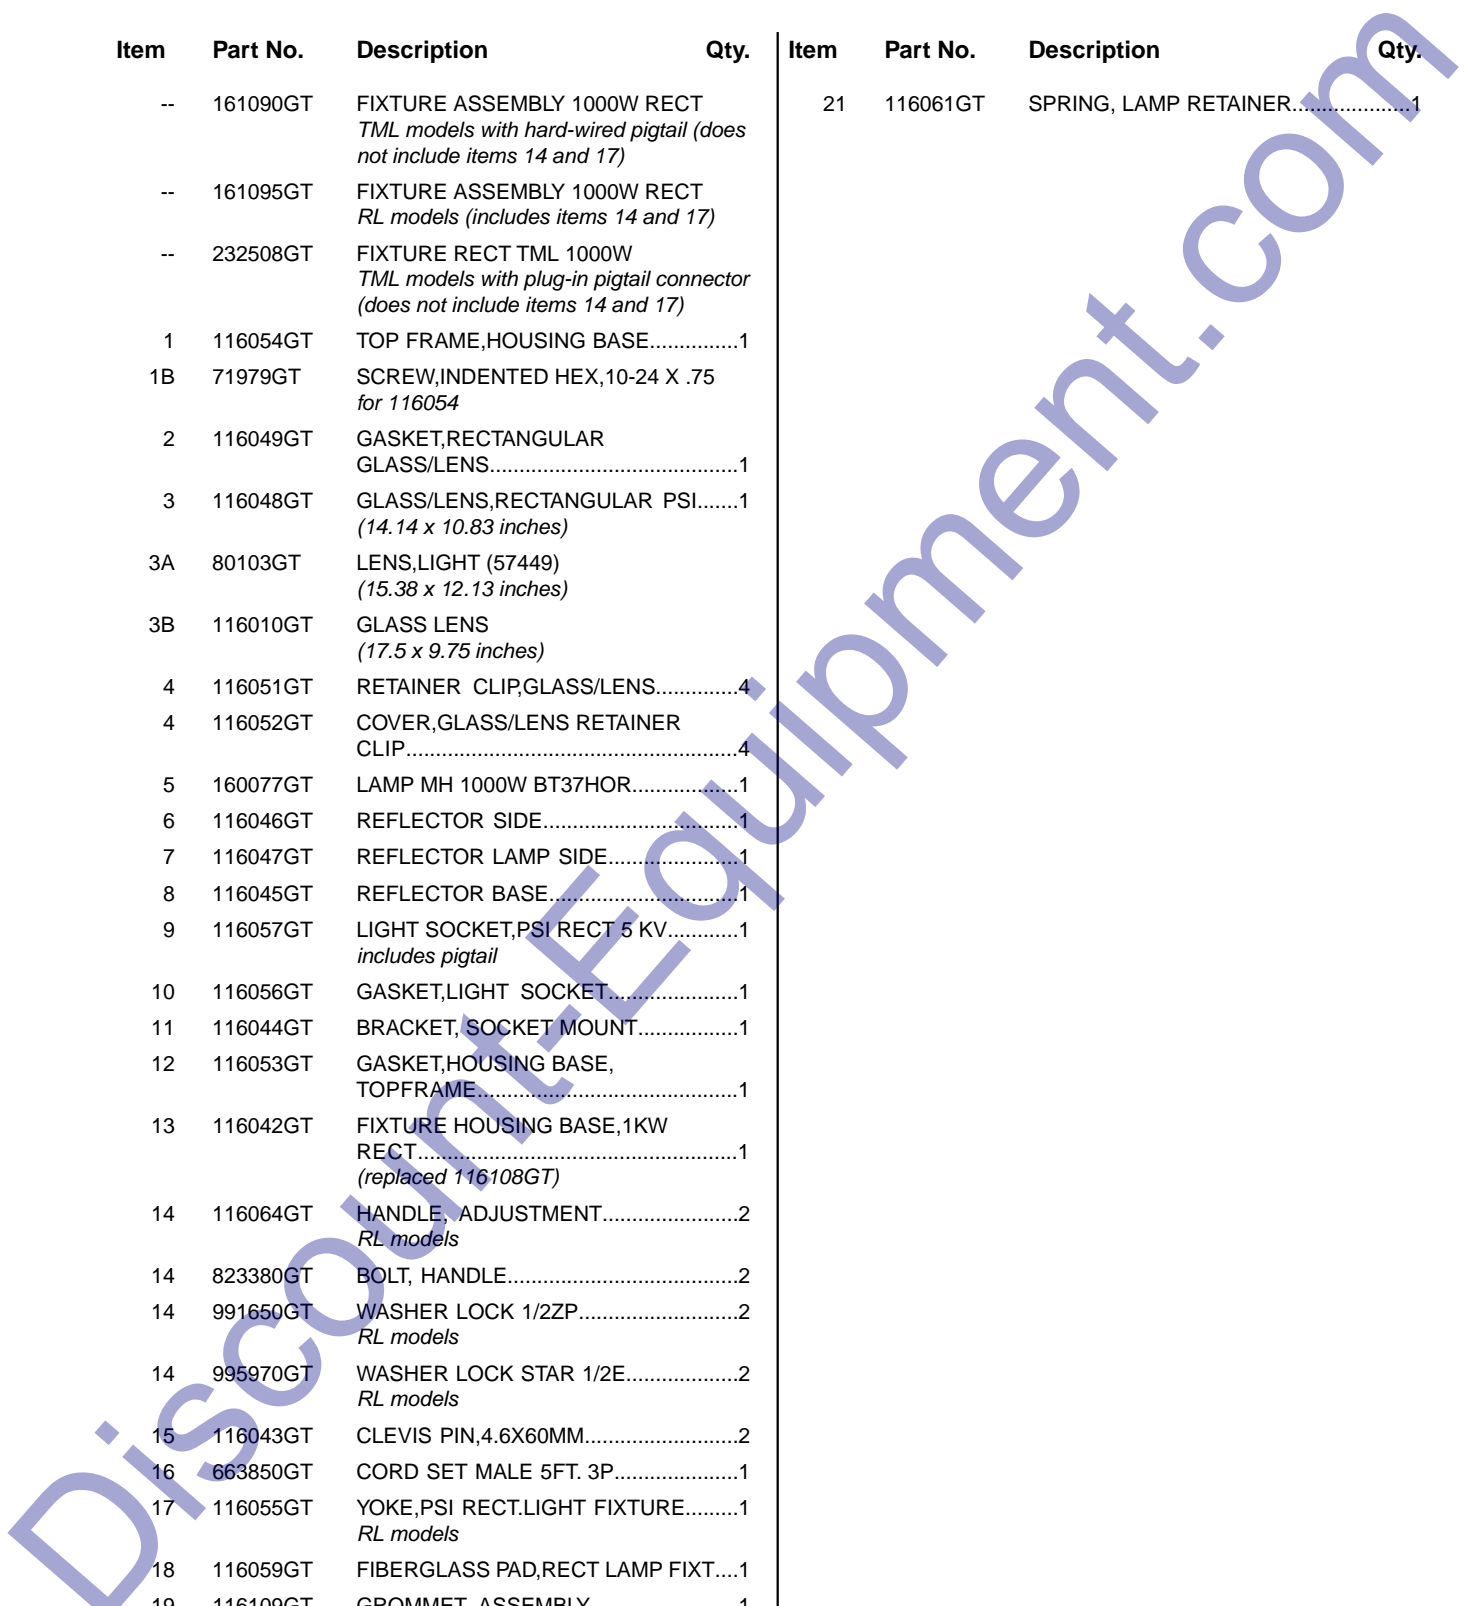 Item Part No. Description Qty.
-- 161090GT FIXTURE ASSEMBLY 1000W RECT
TML models with hard-wired pigtail (does
not include items 14 and 17)
-- 161095GT FIXTURE ASSEMBLY 1000W RECT
RL models (includes items 14 and 17)
-- 232508GT FIXTURE RECT TML 1000W
TML models with plug-in pigtail connector
(does not include items 14 and 17)
1 116054GT TOP FRAME,HOUSING BASE...............1
1B 71979GT SCREW,INDENTED HEX,10-24 X .75
for 116054
2 116049GT GASKET,RECTANGULAR
GLASS/LENS..........................................1
3 116048GT GLASS/LENS,RECTANGULAR PSI.......1
(14.14 x 10.83 inches)
3A 80103GT LENS,LIGHT (57449)
(15.38 x 12.13 inches)
3B 116010GT GLASS LENS
(17.5 x 9.75 inches)
4 116051GT RETAINER CLIP,GLASS/LENS..............4
4 116052GT COVER,GLASS/LENS RETAINER
CLIP........................................................4
5 160077GT LAMP MH 1000W BT37HOR..................1
6 116046GT REFLECTOR SIDE.................................1
7 116047GT REFLECTOR LAMP SIDE......................1
8 116045GT REFLECTOR BASE...............................1
9 116057GT LIGHT SOCKET,PSI RECT 5 KV............1
includes pigtail
10 116056GT GASKET,LIGHT SOCKET......................1
11 116044GT BRACKET, SOCKET MOUNT.................1
12 116053GT GASKET,HOUSING BASE,
TOPFRAME............................................1
13 116042GT FIXTURE HOUSING BASE,1KW
RECT......................................................1
(replaced 116108GT)
14 116064GT HANDLE, ADJUSTMENT.......................2
RL models
14 823380GT BOLT, HANDLE.......................................2
14 991650GT WASHER LOCK 1/2ZP...........................2
RL models
14 995970GT WASHER LOCK STAR 1/2E...................2
RL models
15 116043GT CLEVIS PIN,4.6X60MM..........................2
16 663850GT CORD SET MALE 5FT. 3P.....................1
17 116055GT YOKE,PSI RECT.LIGHT FIXTURE.........1
RL models
18 116059GT FIBERGLASS PAD,RECT LAMP FIXT....1
19 116109GT GROMMET, ASSEMBLY.........................1
Item Part No. Description Qty.
21 116061GT SPRING, LAMP RETAINER....................1
Discount-Equipment.com